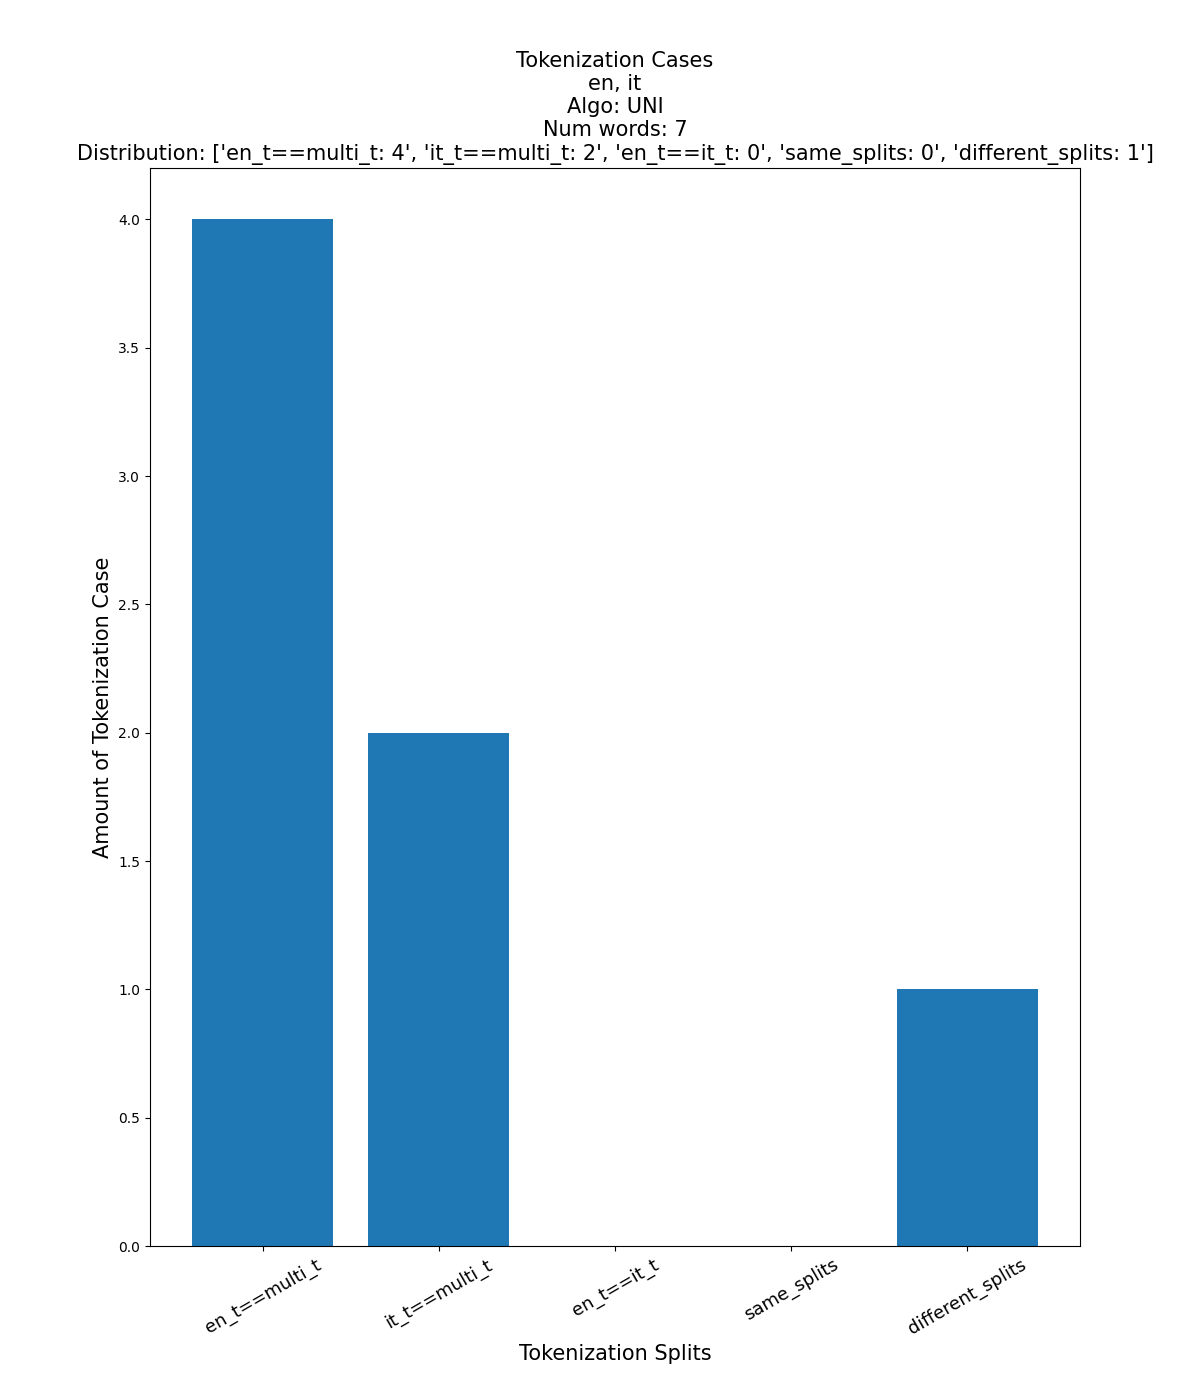 Tokenization Cases
en, it
Algo: UNI
Num words: 7
Distribution: ['en_t==multi_t: 4', 'it_t==multi_t: 2', 'en_t==it_t: 0', 'same_splits: 0', 'different_splits: 1']
Amount of Tokenization Case
4.0
3.5
3.0
2.5
2.0
1.5
1.0
0.5
0.0
en_t==multi_t
it_t==multi_t
en_t==it_t
same_splits
different_splits
Tokenization Splits